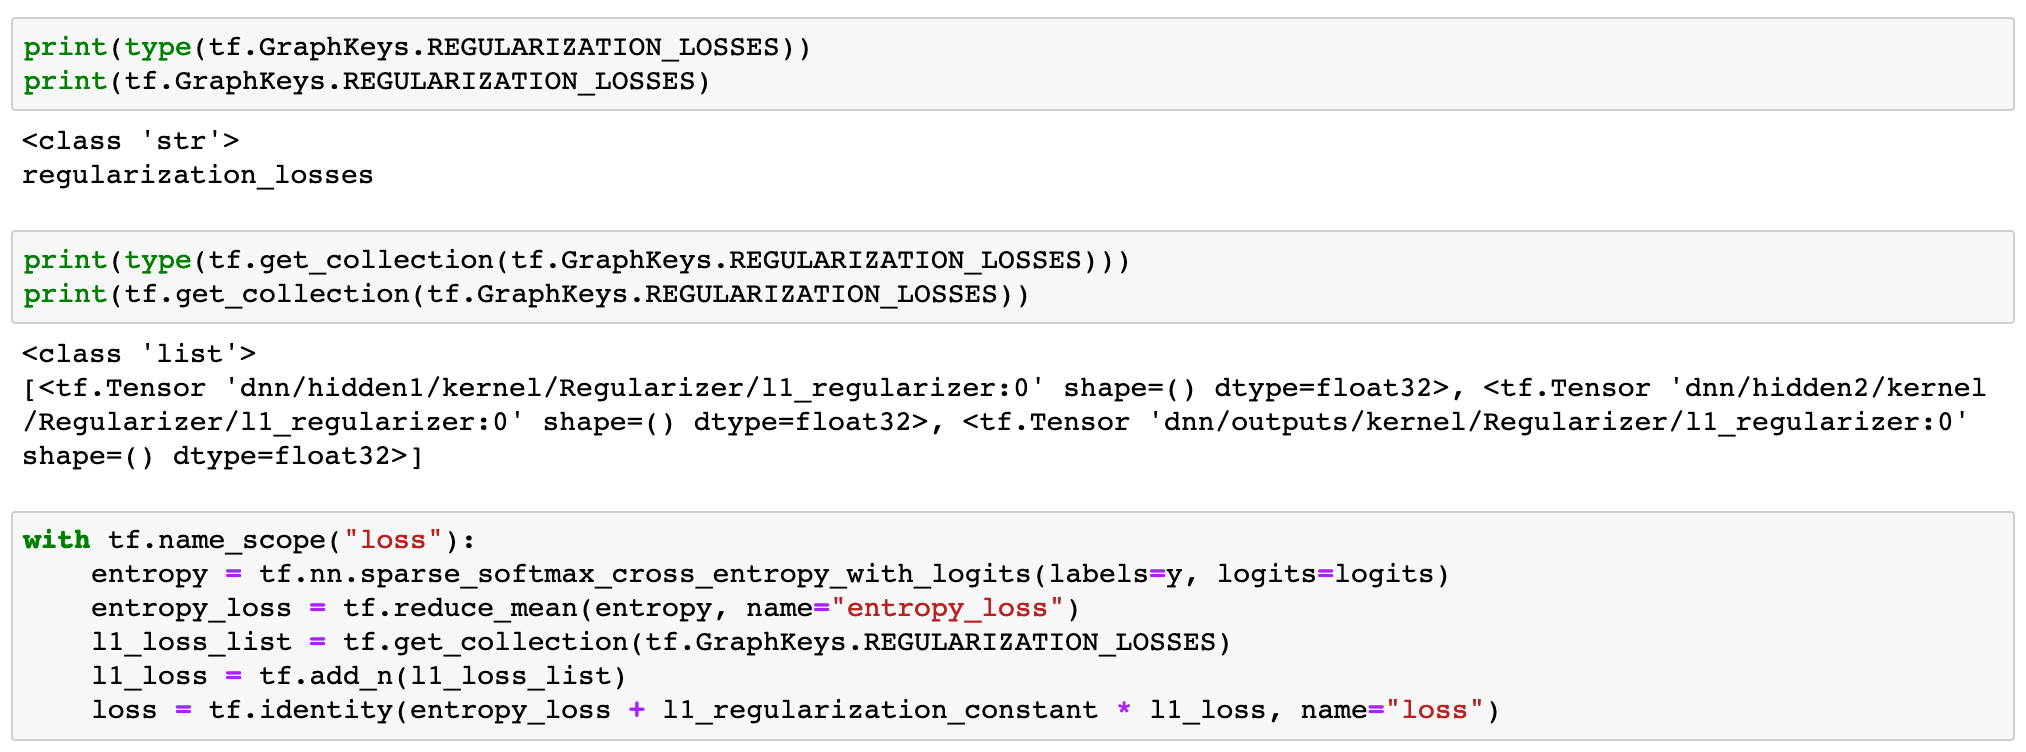 print(type(tf.GraphKeys.REGULARIZATION_LOSSES))
print(tf.GraphKeys.REGULARIZATION_LOSSES)
<class 'str'>
regularization_losses
print(type(tf.get_collection(tf.GraphKeys.REGULARIZATION_LOSSES)))
print(tf.get_collection(tf.GraphKeys.REGULARIZATION_LOSSES))
<class 'list'>
[<tf.Tensor 'dnn/hidden1/kernel/Regularizer/l1_regularizer:0' shape=() dtype=float32>, <tf.Tensor 'dnn/hidden2/kernel
/Regularizer/l1_regularizer:0' shape=() dtype=float32>, <tf.Tensor 'dnn/outputs/kernel/Regularizer/l1_regularizer:0'
shape=() dtype=float32>]
with tf.name_scope("loss"):
    entropy = tf.nn.sparse_softmax_cross_entropy_with_logits(labels=y, logits=logits)
    entropy_loss = tf.reduce_mean(entropy, name="entropy_loss")
    l1_loss_list = tf.get_collection(tf.GraphKeys.REGULARIZATION_LOSSES)
    l1_loss = tf.add_n(l1_loss_list)
    loss = tf.identity(entropy_loss + l1_regularization_constant * l1_loss, name="loss")